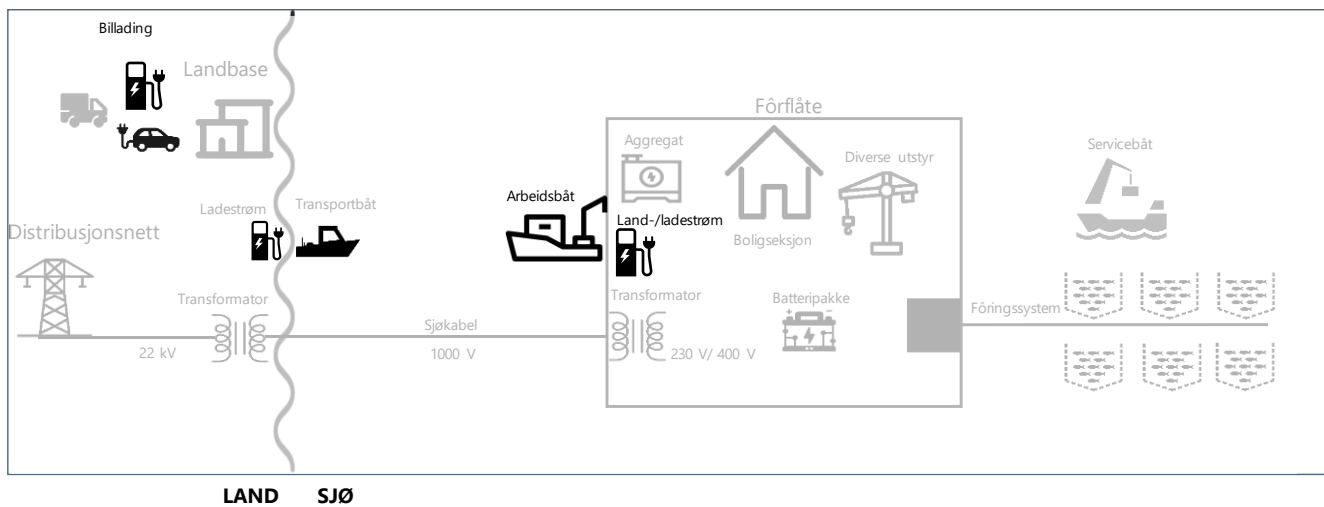 Billading
Landbase
Fôrflåte
Aggregat
Diverse utstyr
Servicebåt
Arbeidsbåt
Ladestrøm
Transportbåt
Land-/ladestrøm
Distribusjonsnett
Boligseksjon
Transformator
Transformator
Batteripakke
Fôringssystem
Sjøkabel
22 kV
1000 V
230 V/ 400 V
LAND SJØ